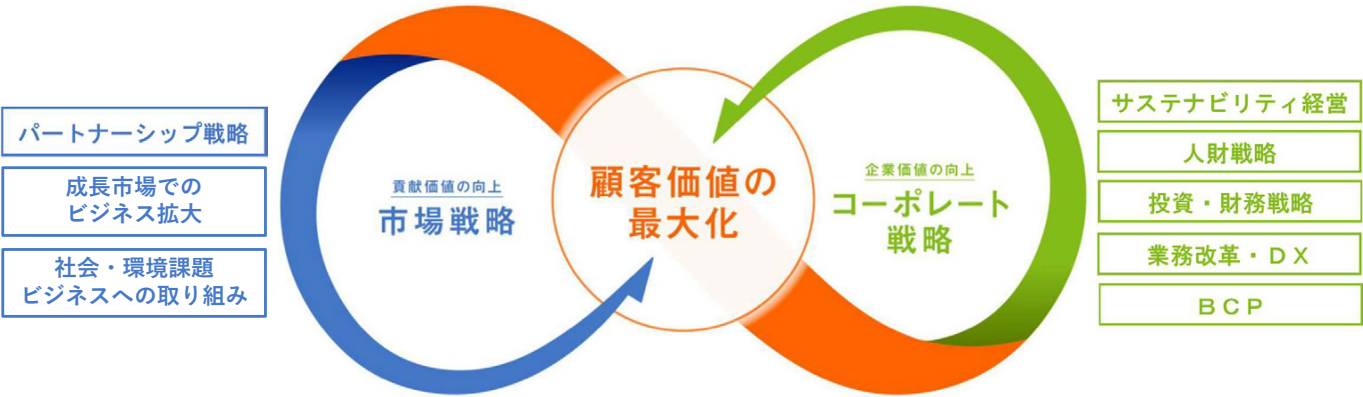 パートナーシップ戦略
成長市場での
ビジネス拡大
社会・環境課題
ビジネスへの取り組み
貢献価値の向上
市場戦略
顧客価値の
最大化
企業価値の向上
コーポレート
戦略
サステナビリティ経営
人財戦略
投資・財務戦略
業務改革・ＤＸ
ＢＣＰ